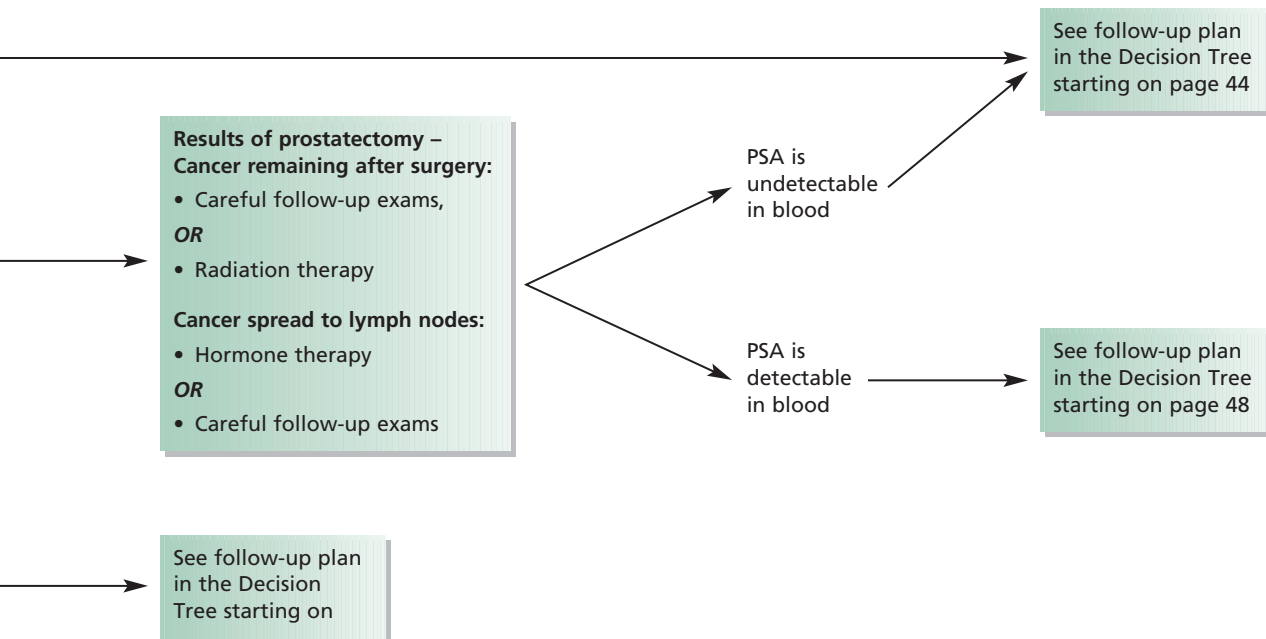 See follow-up plan
in the Decision Tree
starting on page 44
Results of prostatectomy –
Cancer remaining after surgery:
• Careful follow-up exams,
OR
• Radiation therapy
Cancer spread to lymph nodes:
• Hormone therapy
OR
• Careful follow-up exams
PSA is
undetectable
in blood
PSA is
detectable
in blood
See follow-up plan
in the Decision Tree
starting on page 48
See follow-up plan
in the Decision
Tree starting on